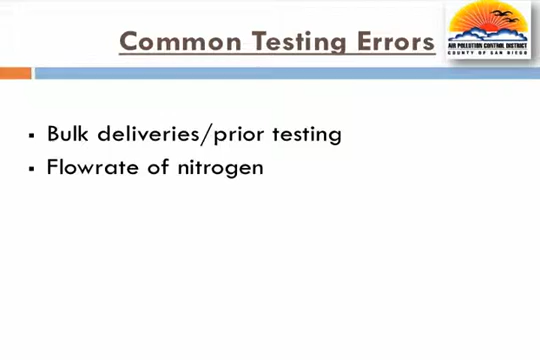 Common Testing Errors
AIR POLLUTION CONTROL DISTRICT
COUNTY OF SAN DIEGO
▪ Bulk deliveries/prior testing
▪ Flowrate of nitrogen